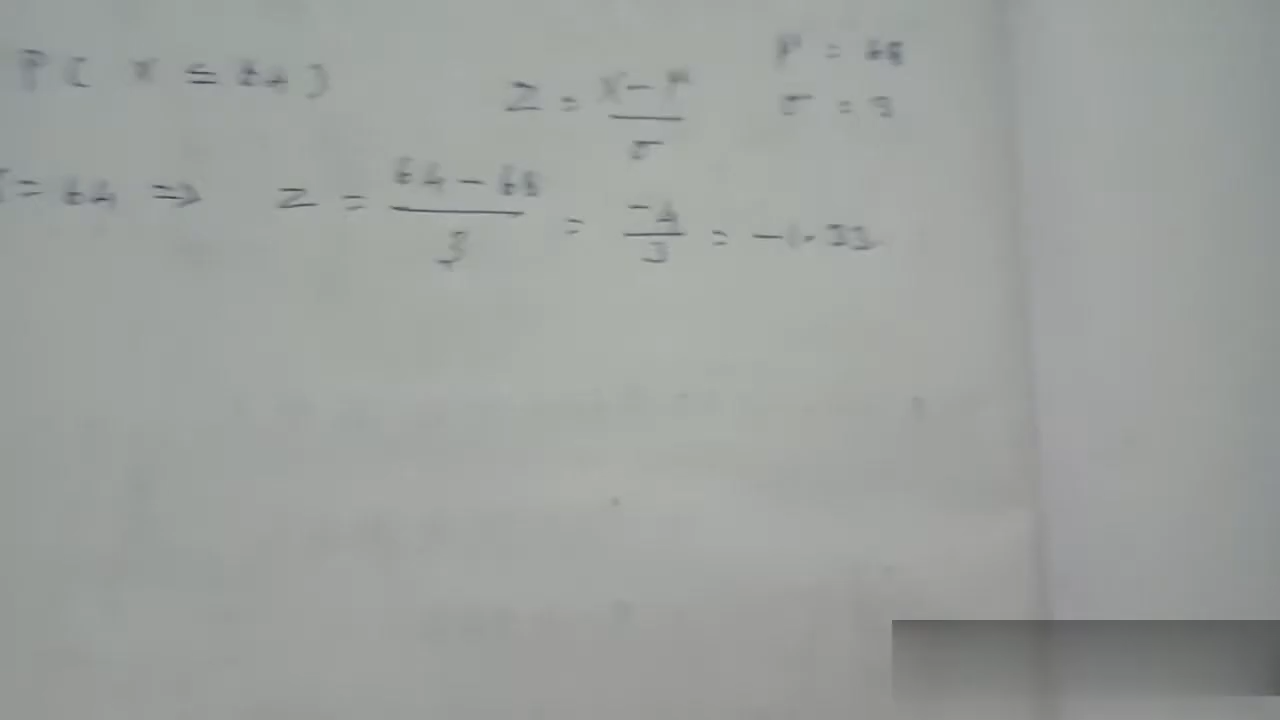 P( X ≤ 64 )
Z = X - μ / σ
μ = 68
σ = 3
X = 64 ⇒ Z = 64 - 68 / 3 = -4 / 3 = -1.33